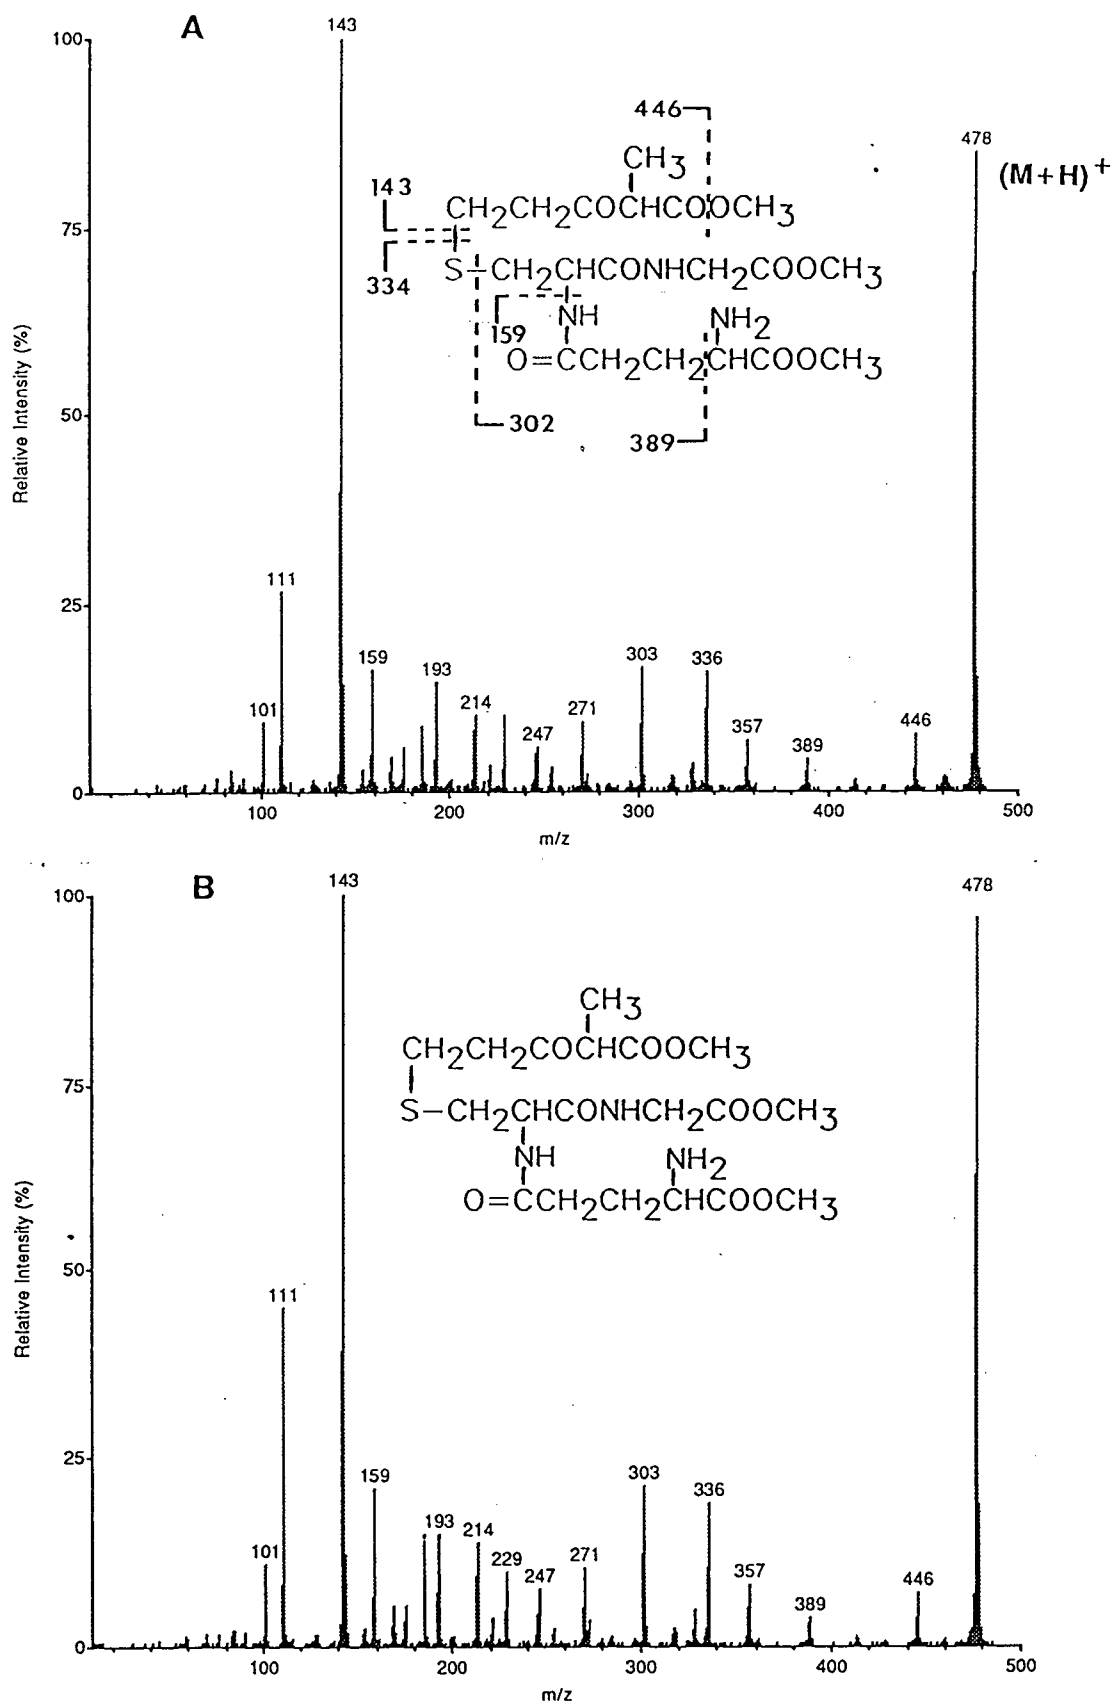 A
143
100
446
478
(M+H)+
CH3
143
CH2CH2COCHCOOCH3
75
334
S-CH2CHCONHCH2COOCH3
159
NH
NH2
O=CCH2CH2CHCOOCH3
50
302
389
Relative Intensity (%)
111
25
101
159
193
214
247
271
303
336
357
389
446
0
100
200
300
400
500
m/z
B
143
100
478
CH3
CH2CH2COCHCOOCH3
75
S-CH2CHCONHCH2COOCH3
NH
NH2
O=CCH2CH2CHCOOCH3
50
Relative Intensity (%)
111
25
101
159
193
214
229
247
271
303
336
357
389
446
0
100
200
300
400
500
m/z